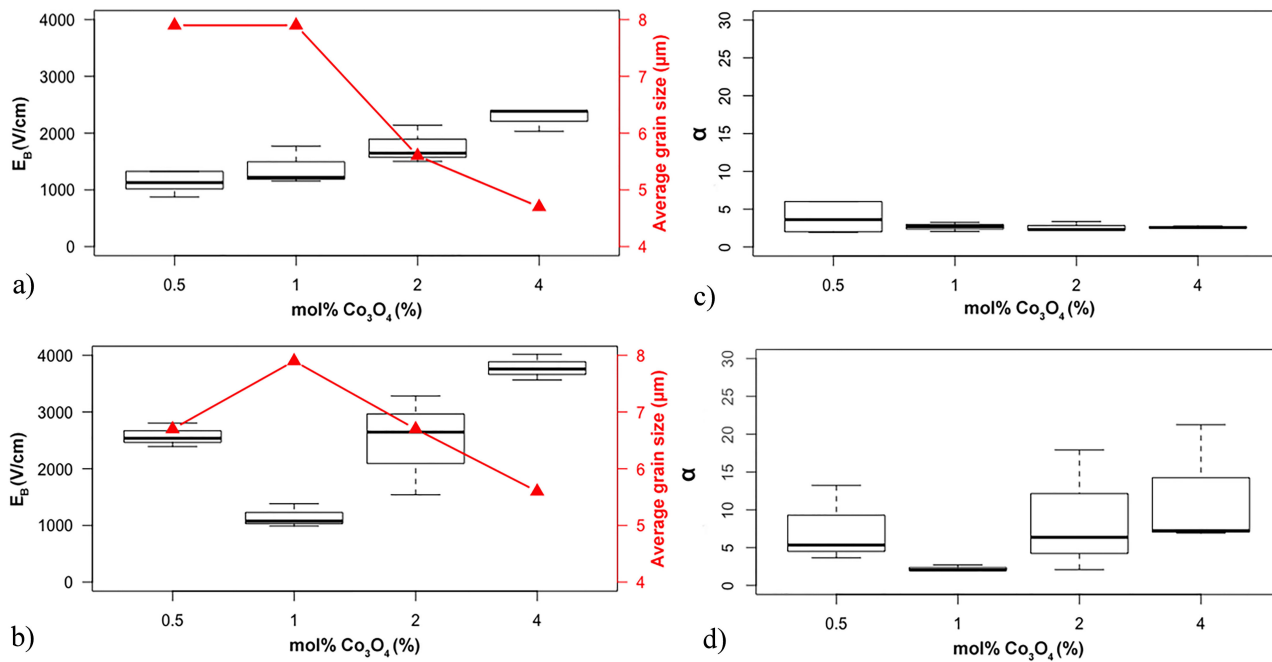 4000
3000
2000
1000
0
E_B (V/cm)
8
7
6
5
4
Average grain size (μm)
0.5 1 2 4
mol% Co₃O₄ (%)
a)
30
25
20
15
10
5
0
α
0.5 1 2 4
mol% Co₃O₄ (%)
c)
4000
3000
2000
1000
0
E_B (V/cm)
8
7
6
5
4
Average grain size (μm)
0.5 1 2 4
mol% Co₃O₄ (%)
b)
30
25
20
15
10
5
0
α
0.5 1 2 4
mol% Co₃O₄ (%)
d)